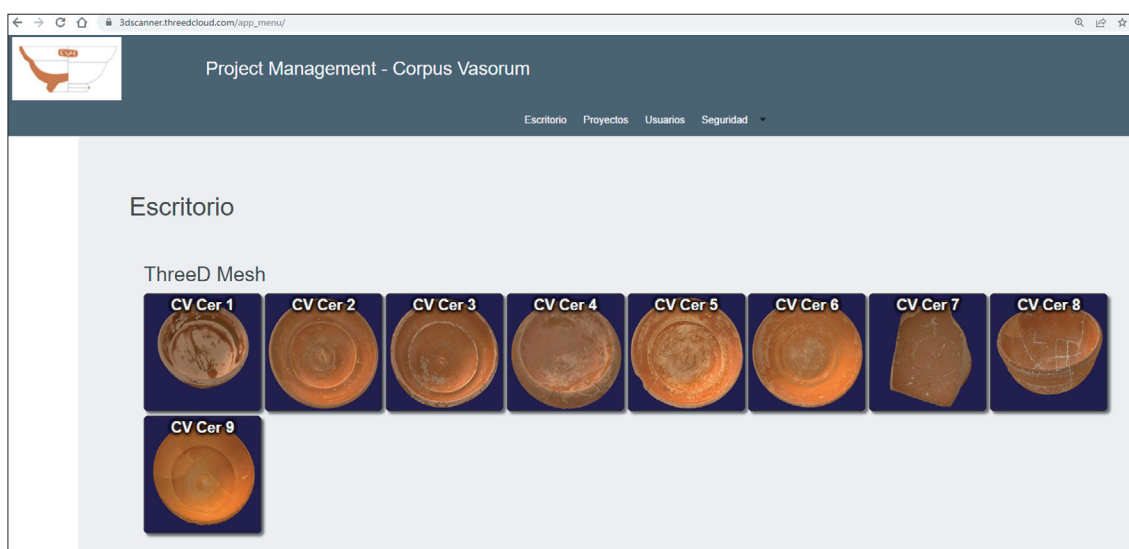 3dscanner.threedcloud.com/app_menu/
Project Management - Corpus Vasorum
Escritorio Proyectos Usuarios Seguridad
Escritorio
ThreeD Mesh
CV Cer 1 CV Cer 2 CV Cer 3 CV Cer 4 CV Cer 5 CV Cer 6 CV Cer 7 CV Cer 8
CV Cer 9